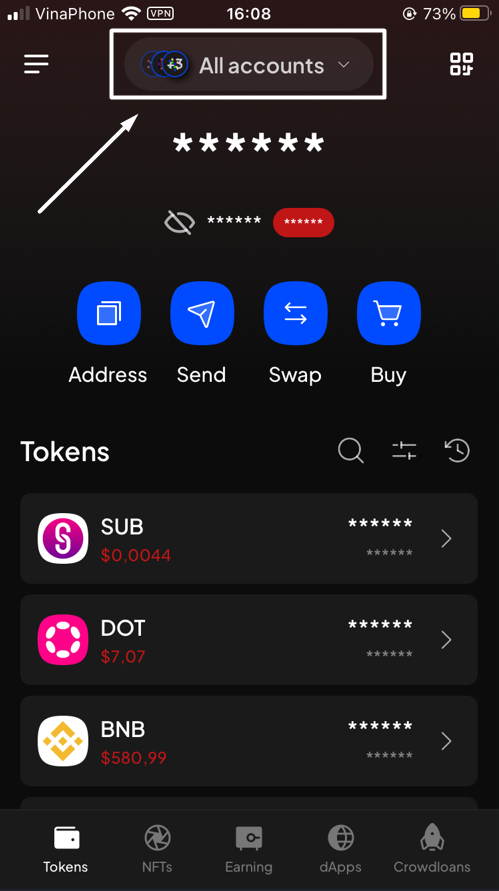 VinaPhone VPN 16:08 73%
+3 All accounts
******
****** ******
Address Send Swap Buy
Tokens
SUB ******
$0,0044 ******
DOT ******
$7,07 ******
BNB ******
$580,99 ******
Tokens NFTs Earning dApps Crowdloans